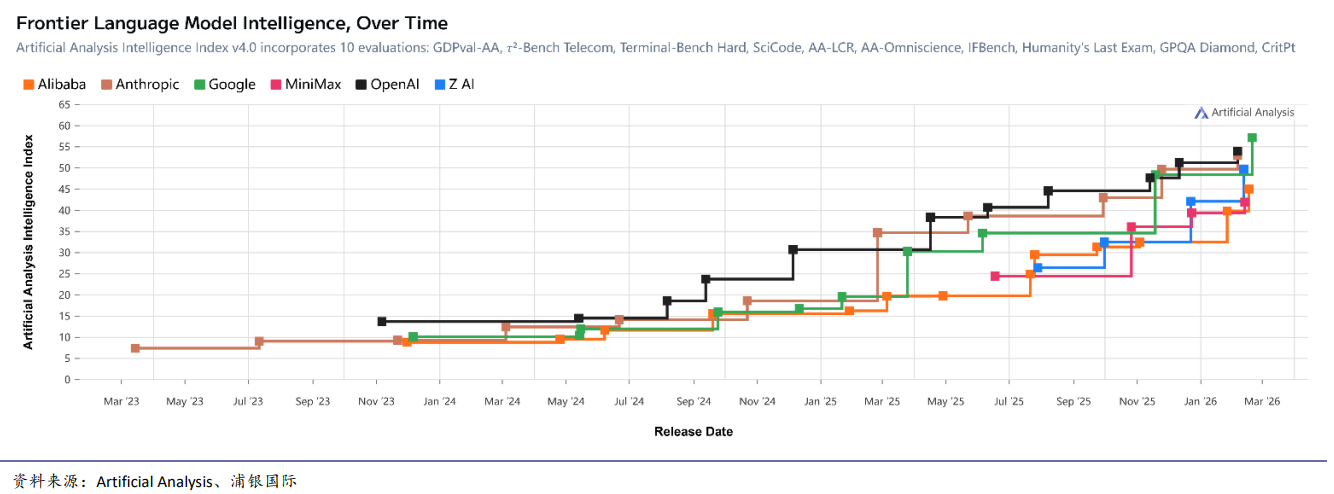 Frontier Language Model Intelligence, Over Time
Artificial Analysis Intelligence Index v4.0 incorporates 10 evaluations: GDPval-AA, 𝜏²-Bench Telecom, Terminal-Bench Hard, SciCode, AA-LCR, AA-Omniscience, IFBench, Humanity's Last Exam, GPQA Diamond, CritPt
Alibaba Anthropic Google MiniMax OpenAI Z AI
Artificial Analysis
Artificial Analysis Intelligence Index
65
60
55
50
45
40
35
30
25
20
15
10
5
0
Mar '23 May '23 Jul '23 Sep '23 Nov '23 Jan '24 Mar '24 May '24 Jul '24 Sep '24 Nov '24 Jan '25 Mar '25 May '25 Jul '25 Sep '25 Nov '25 Jan '26 Mar '26
Release Date
资料来源：Artificial Analysis、浦银国际